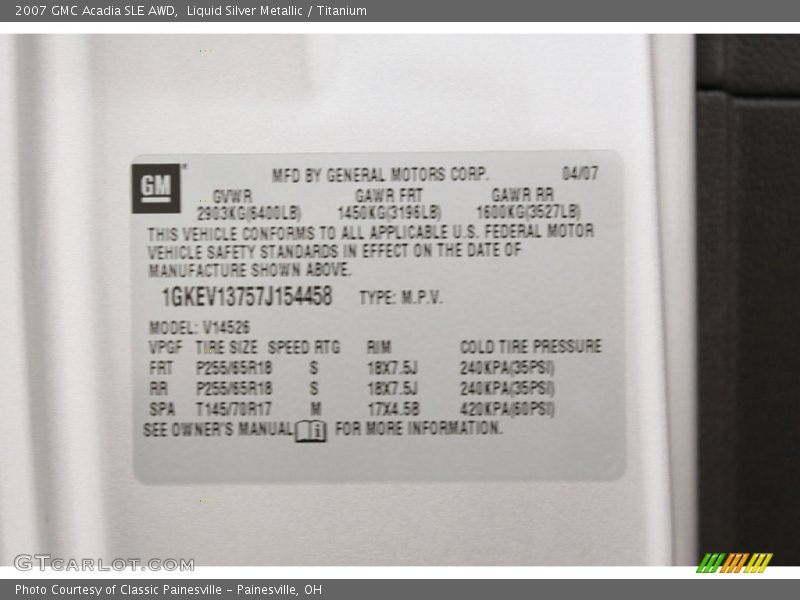 2007 GMC Acadia SLE AWD,  Liquid Silver Metallic / Titanium
GM
MFD BY GENERAL MOTORS CORP. 04/07
GVWR GAWR FRT GAWR RR
2903KG(6400LB) 1450KG(3196LB) 1600KG(3527LB)
THIS VEHICLE CONFORMS TO ALL APPLICABLE U.S. FEDERAL MOTOR
VEHICLE SAFETY STANDARDS IN EFFECT ON THE DATE OF
MANUFACTURE SHOWN ABOVE.
1GKEV13757J154458 TYPE: M.P.V.
MODEL: V14526
VPGF TIRE SIZE SPEED RTG RIM COLD TIRE PRESSURE
FRT P255/65R18 S 18X7.5J 240KPA(35PSI)
RR P255/65R18 S 18X7.5J 240KPA(35PSI)
SPA T145/70R17 M 17X4.5B 420KPA(60PSI)
SEE OWNER'S MANUAL i FOR MORE INFORMATION.
GTCARLOT.COM
Photo Courtesy of Classic Painesville – Painesville, OH